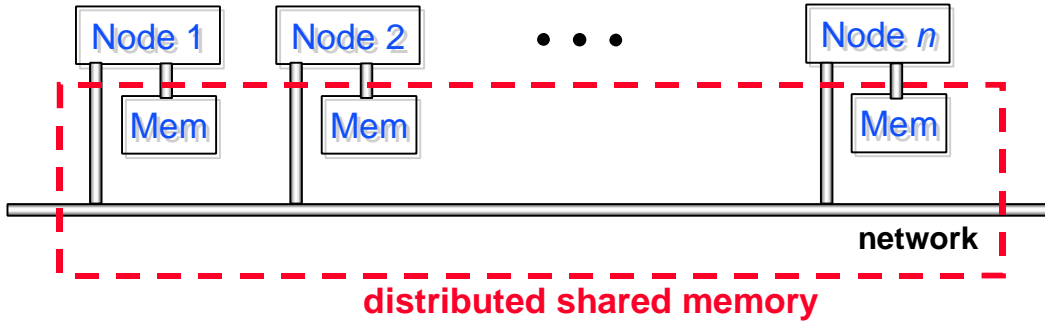 Node 1
Node 2
• • •
Node n
Mem
Mem
Mem
network
distributed shared memory